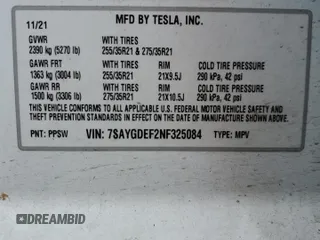 MFD BY TESLA, INC.
11/21
GVWR WITH TIRES
2390 kg (5270 lb) 255/35R21 & 275/35R21
GAWR FRT WITH TIRES RIM COLD TIRE PRESSURE
1363 kg (3004 lb) 255/35R21 21X9.5J 290 kPa, 42 psi
GAWR RR WITH TIRES RIM COLD TIRE PRESSURE
1500 kg (3306 lb) 275/35R21 21X10.5J 290 kPa, 42 psi
THIS VEHICLE CONFORMS TO ALL APPLICABLE U.S. FEDERAL MOTOR VEHICLE SAFETY AND
THEFT PREVENTION STANDARDS IN EFFECT ON THE DATE OF MANUFACTURE SHOWN ABOVE.
PNT: PPSW VIN: 7SAYGDEF2NF325084 TYPE: MPV
DREAMBID